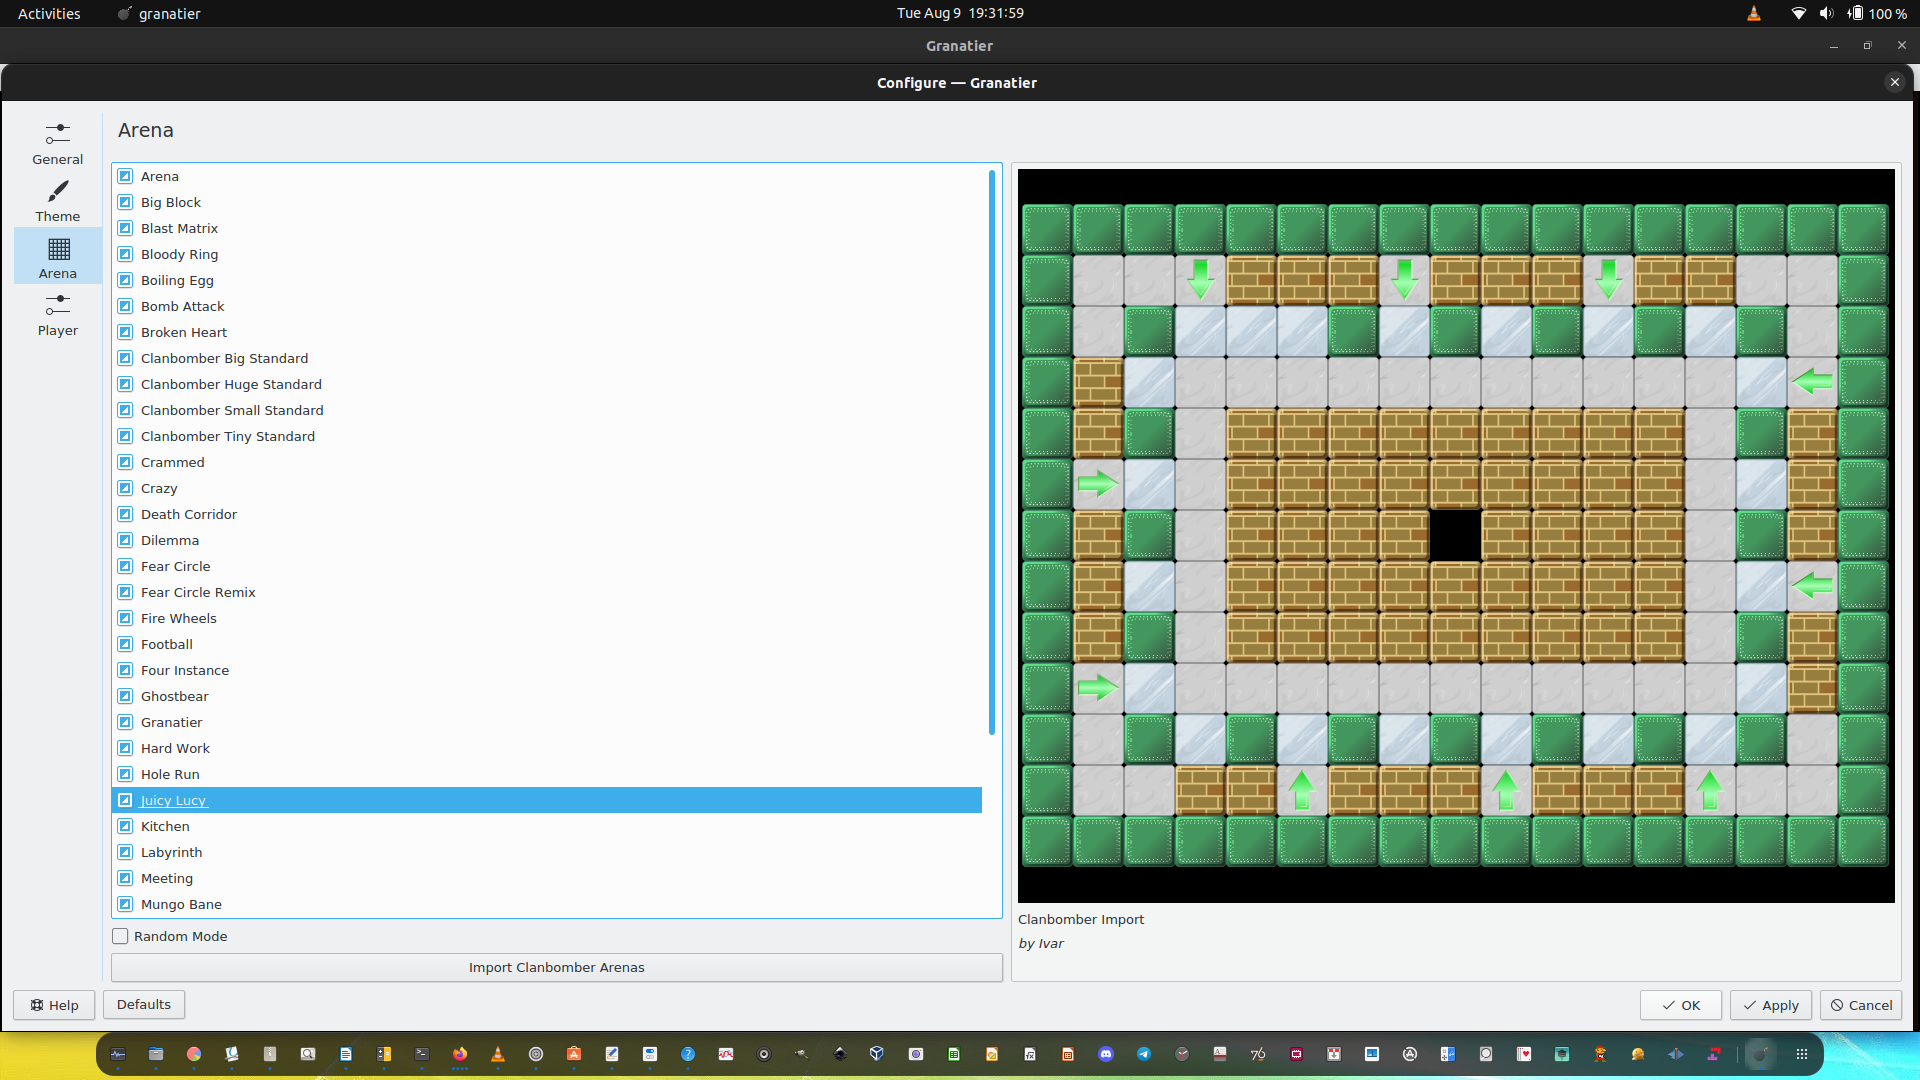 Activities
granatier
Tue Aug 9 19:31:59
100 %
Granatier
Configure — Granatier
General
Theme
Arena
Player
Arena
Arena
Big Block
Blast Matrix
Bloody Ring
Boiling Egg
Bomb Attack
Broken Heart
Clanbomber Big Standard
Clanbomber Huge Standard
Clanbomber Small Standard
Clanbomber Tiny Standard
Crammed
Crazy
Death Corridor
Dilemma
Fear Circle
Fear Circle Remix
Fire Wheels
Football
Four Instance
Ghostbear
Granatier
Hard Work
Hole Run
Juicy Lucy
Kitchen
Labyrinth
Meeting
Mungo Bane
Random Mode
Import Clanbomber Arenas
Clanbomber Import
by Ivar
Help
Defaults
OK
Apply
Cancel
76